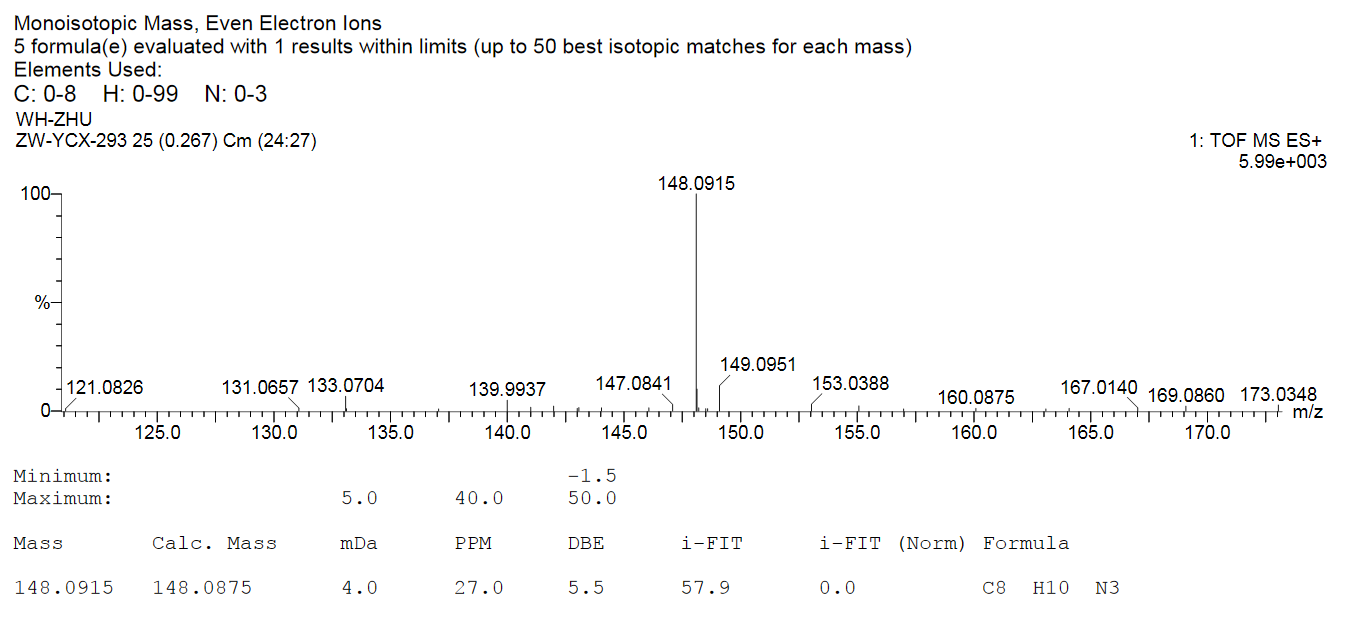 Monoisotopic Mass, Even Electron Ions
5 formula(e) evaluated with 1 results within limits (up to 50 best isotopic matches for each mass)
Elements Used:
C: 0-8 H: 0-99 N: 0-3
WH-ZHU
ZW-YCX-293 25 (0.267) Cm (24:27)
1: TOF MS ES+
5.99e+003
148.0915
100
%
149.0951
121.0826 131.0657 133.0704 139.9937 147.0841 153.0388 160.0875 167.0140 169.0860 173.0348
0
m/z
125.0 130.0 135.0 140.0 145.0 150.0 155.0 160.0 165.0 170.0
Minimum: -1.5
Maximum: 5.0 40.0 50.0
Mass Calc. Mass mDa PPM DBE i-FIT i-FIT (Norm) Formula
148.0915 148.0875 4.0 27.0 5.5 57.9 0.0 C8 H10 N3